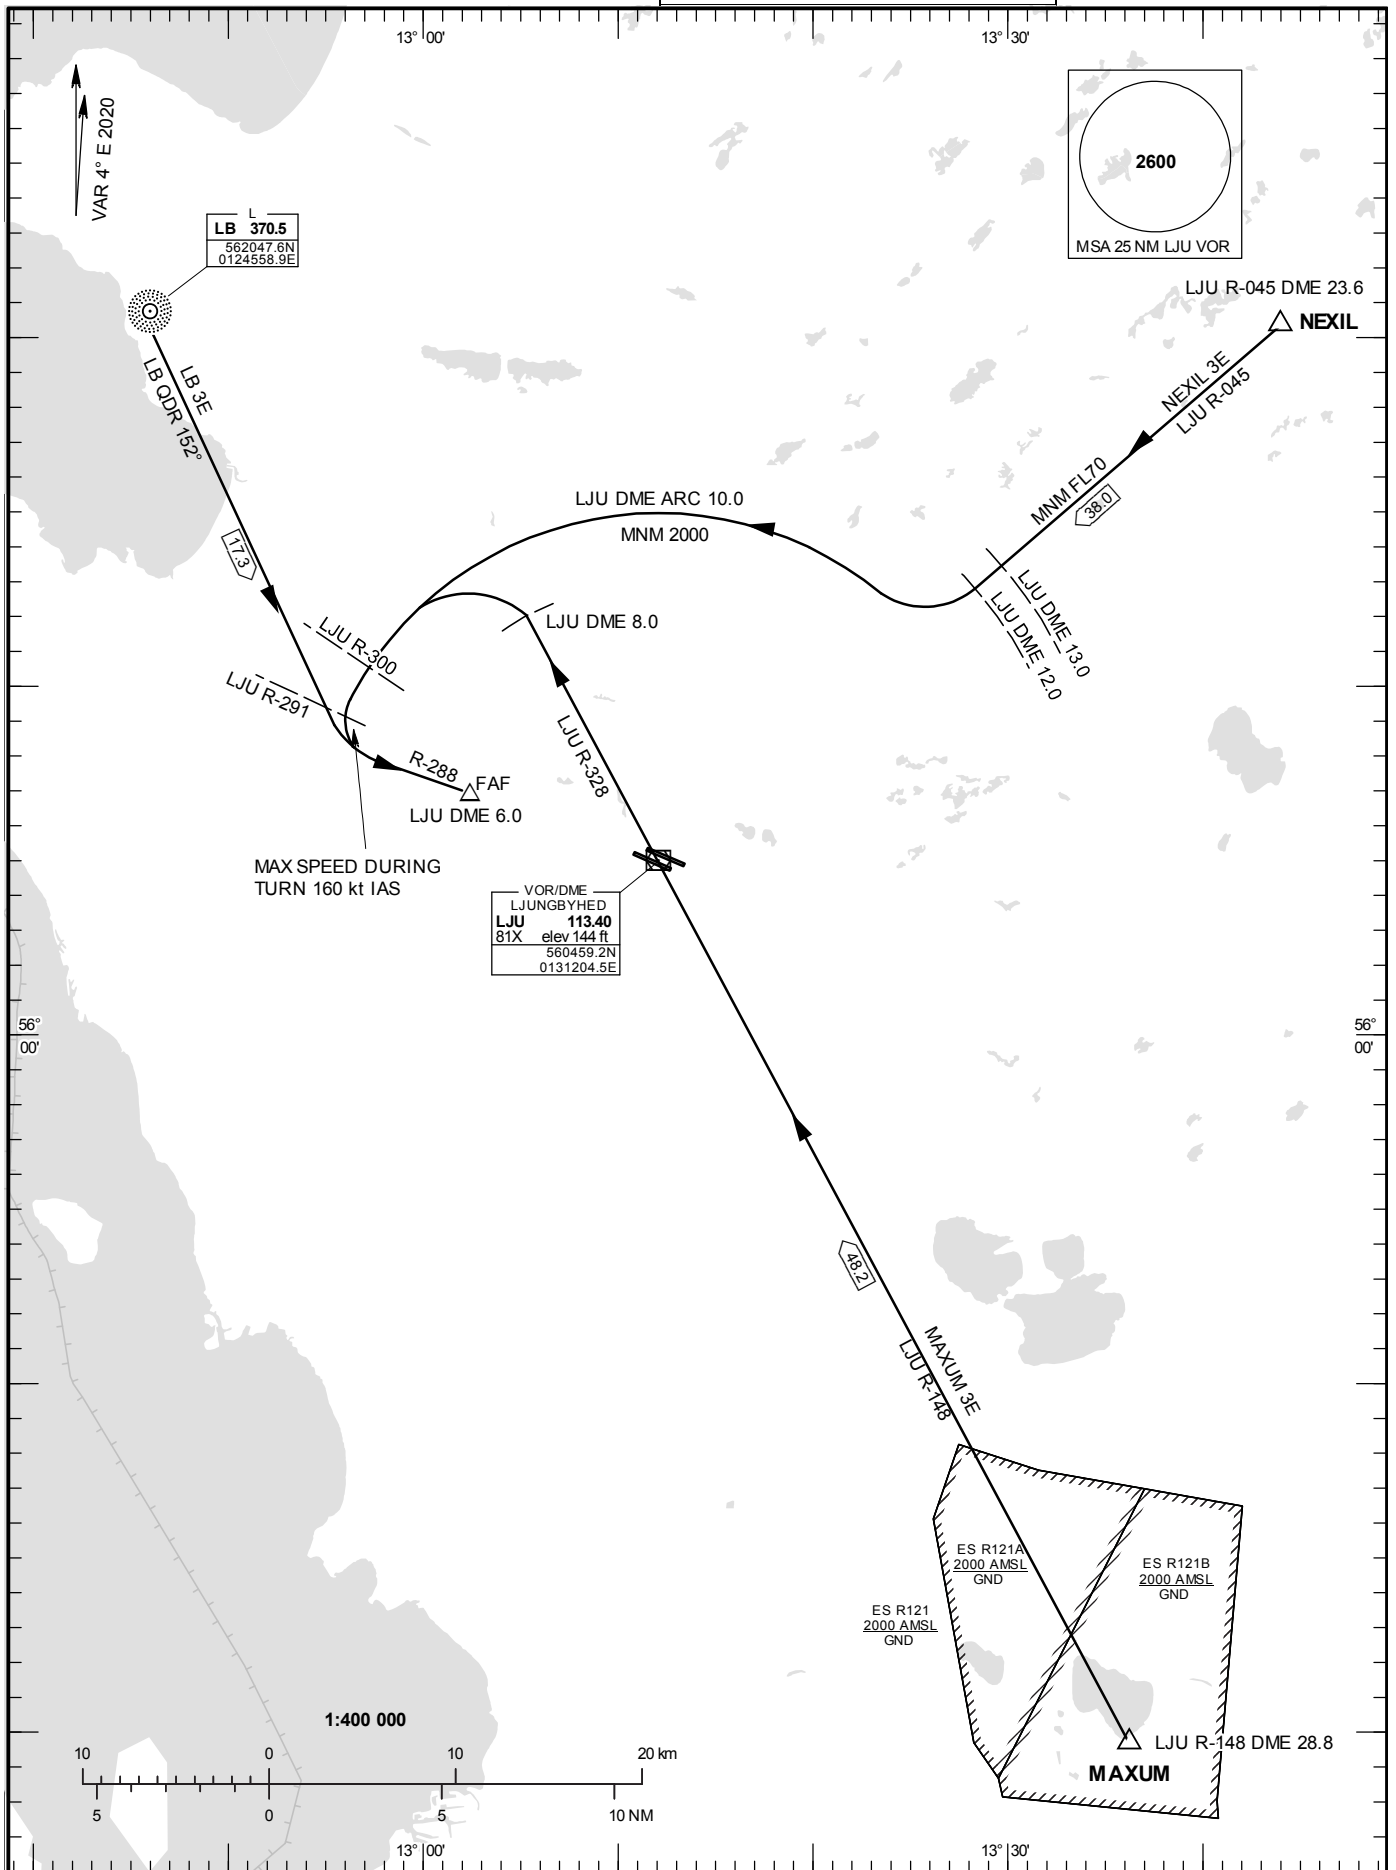 13° 00'
13° 30'
VAR 4° E 2020
2600
MSA 25 NM LJU VOR
L
LB 370.5
562047.6N
0124558.9E
LJU R-045 DME 23.6
NEXIL
NEXIL 3E
LJU R-045
LB 3E
LB QDR 152°
MNM FL70
38.0
LJU DME ARC 10.0
MNM 2000
17.3
LJU DME 13.0
LJU DME 12.0
LJU DME 8.0
LJU R-300
LJU R-291
LJU R-328
R-288
FAF
LJU DME 6.0
MAX SPEED DURING
TURN 160 kt IAS
VOR/DME
LJUNGBYHED
LJU 113.40
81X elev 144 ft
560459.2N
0131204.5E
56°
00'
56°
00'
48.2
MAXUM 3E
LJU R-148
ES R121A
2000 AMSL
GND
ES R121B
2000 AMSL
GND
ES R121
2000 AMSL
GND
1:400 000
10 0 10 20 km
5 0 5 10 NM
LJU R-148 DME 28.8
MAXUM
13° 00'
13° 30'